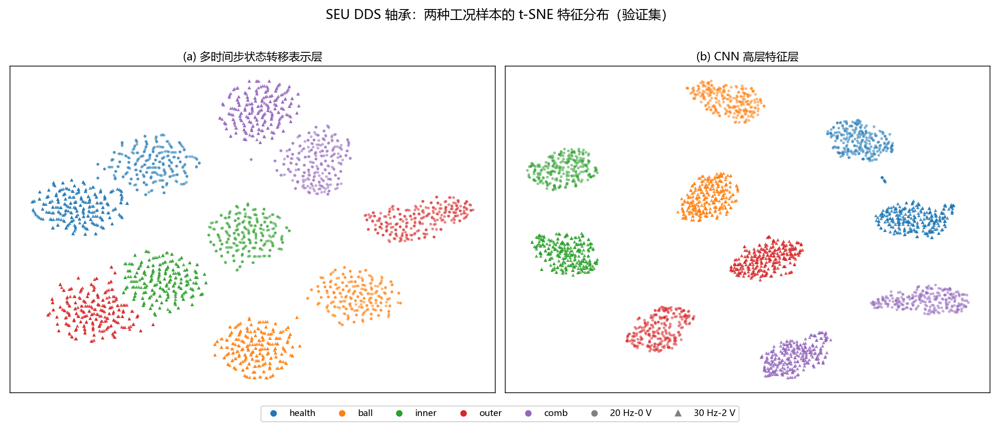 SEU DDS 轴承：两种工况样本的 t-SNE 特征分布（验证集）
(a) 多时间步状态转移表示层
(b) CNN 高层特征层
health ball inner outer comb 20 Hz-0 V 30 Hz-2 V